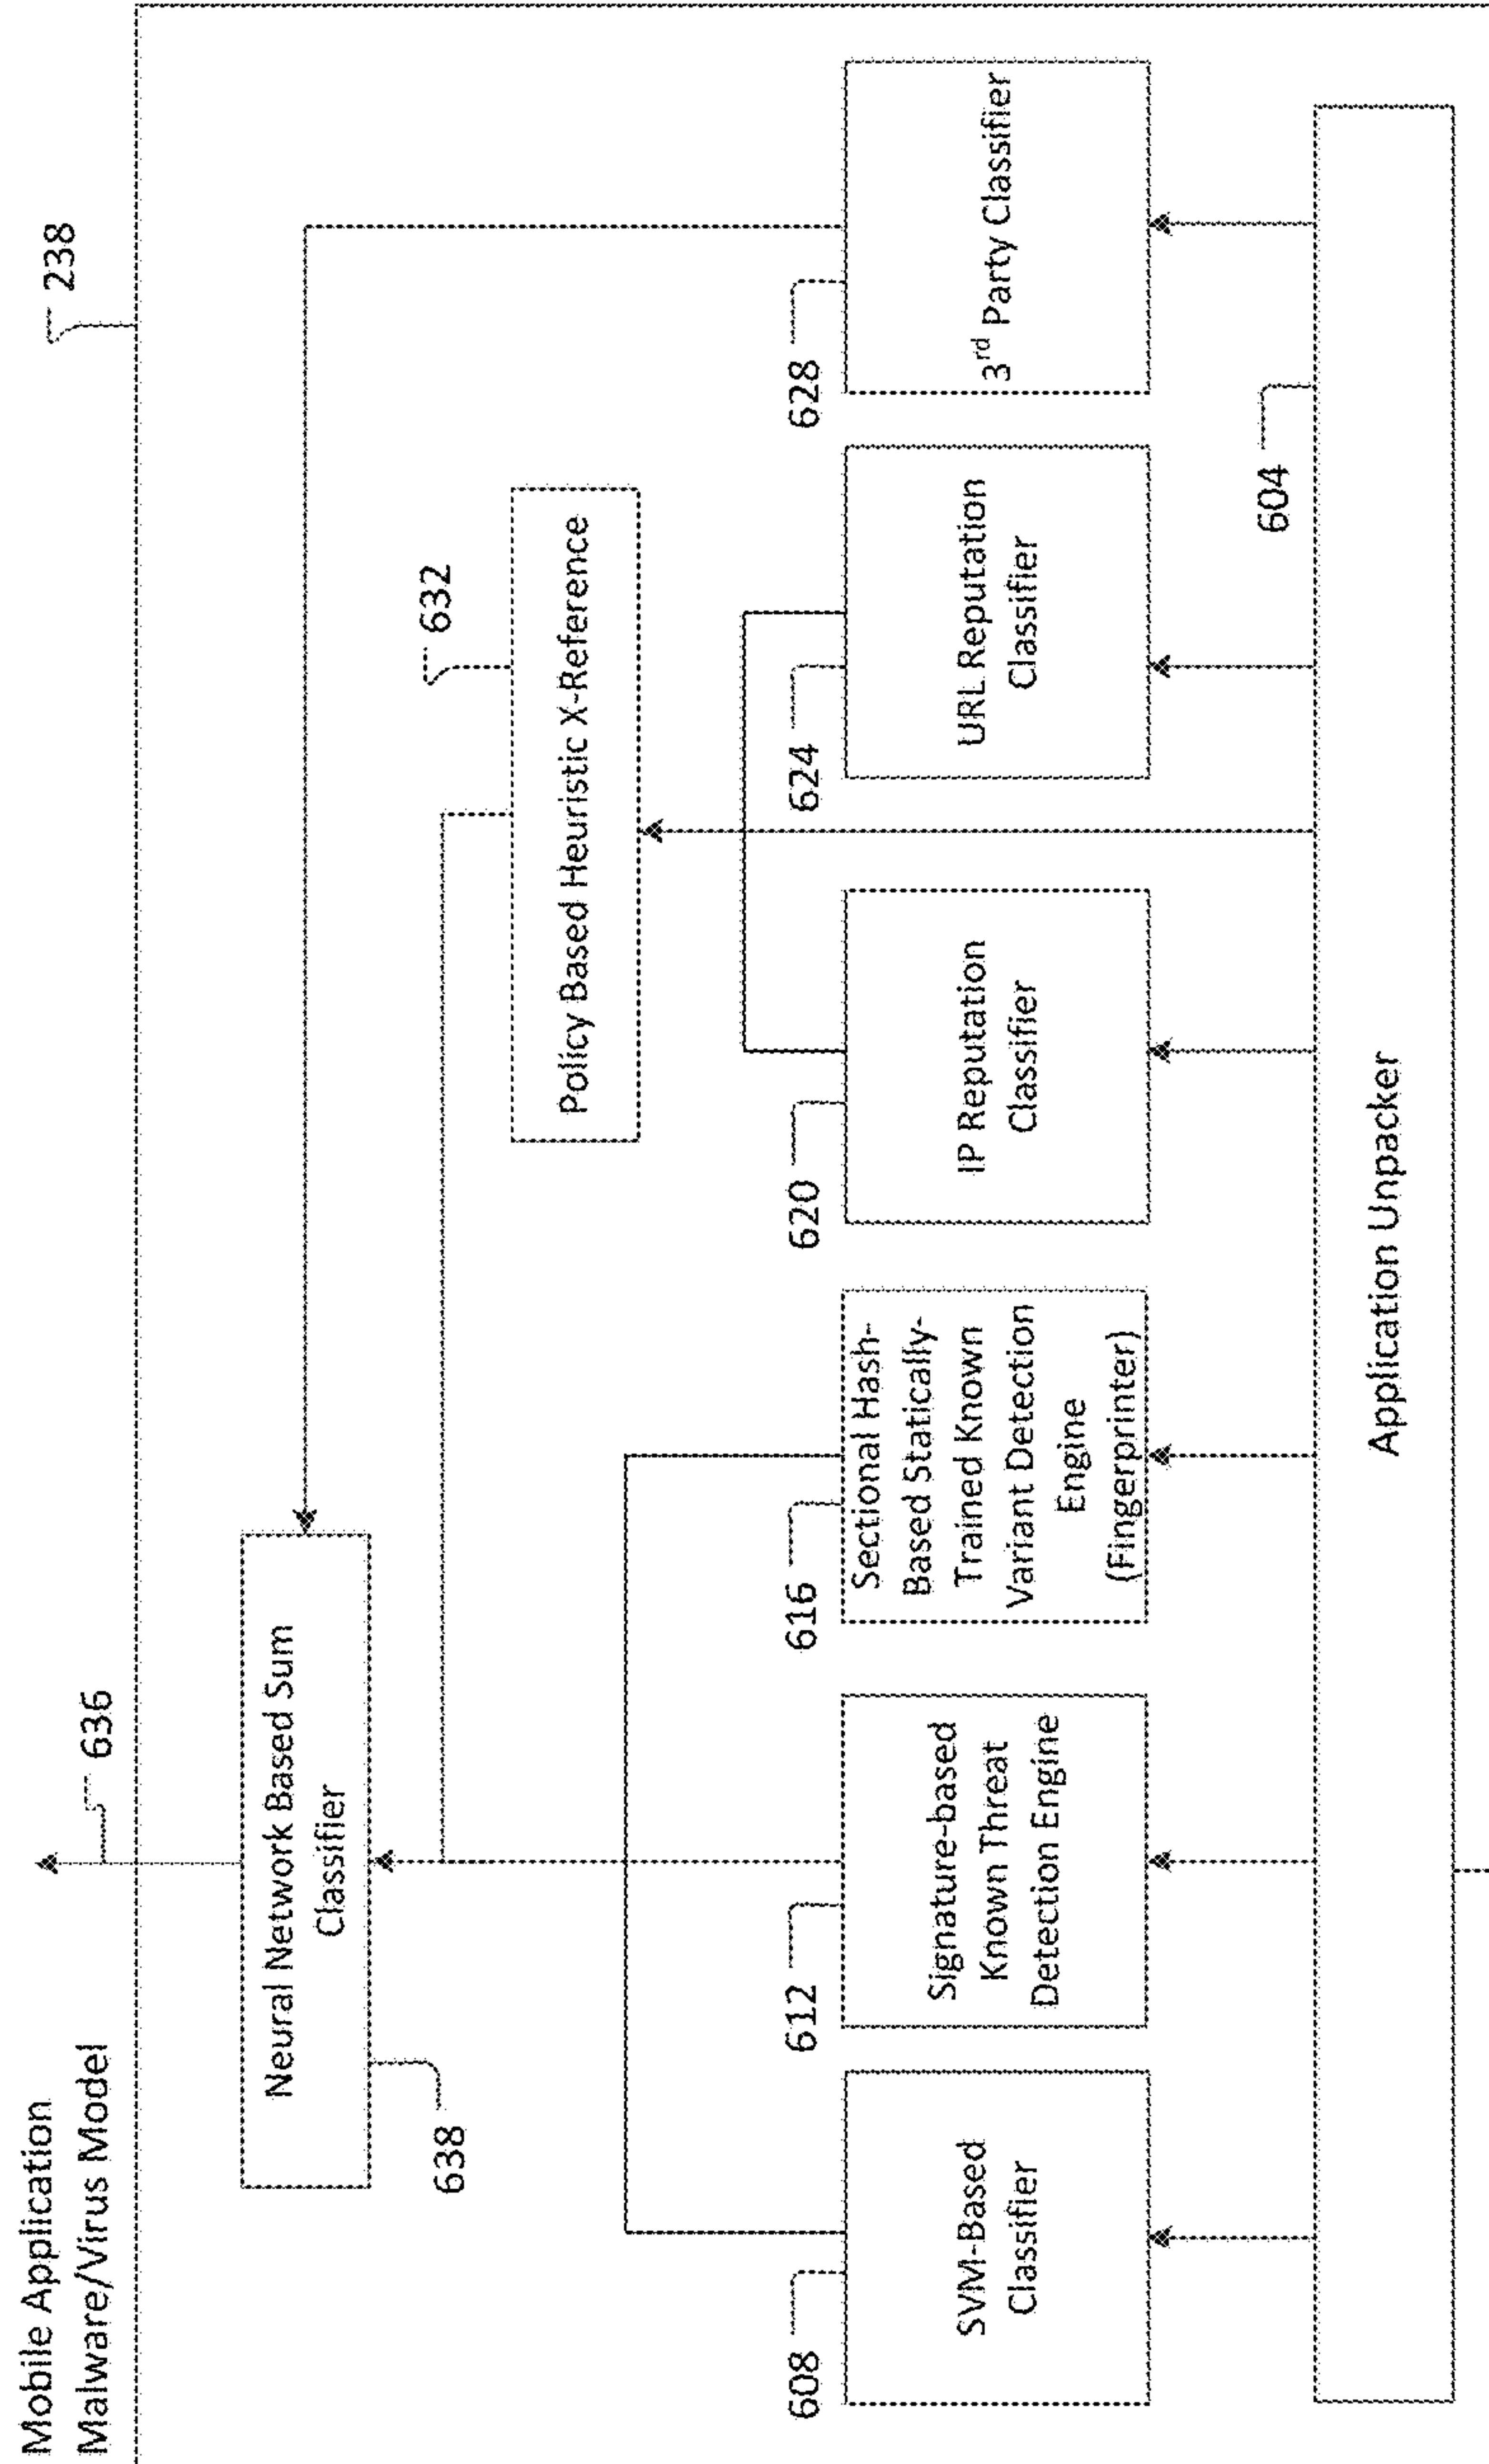 Mobile Application
Malware/Virus Model
636
238
Neural Network Based Sum
Classifier
638
632
Policy Based Heuristic X-Reference
608
SVM-Based
Classifier
612
Signature-based
Known Threat
Detection Engine
616
Sectional Hash-
Based Statically-
Trained Known
Variant Detection
Engine
(Fingerprinter)
620
IP Reputation
Classifier
624
URL Reputation
Classifier
628
3rd Party Classifier
604
Application Unpacker